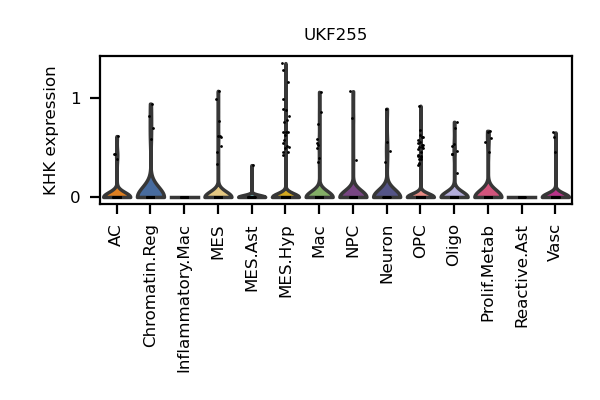 UKF255
KHK expression
1
0
AC
Chromatin.Reg
Inflammatory.Mac
MES
MES.Ast
MES.Hyp
Mac
NPC
Neuron
OPC
Oligo
Prolif.Metab
Reactive.Ast
Vasc